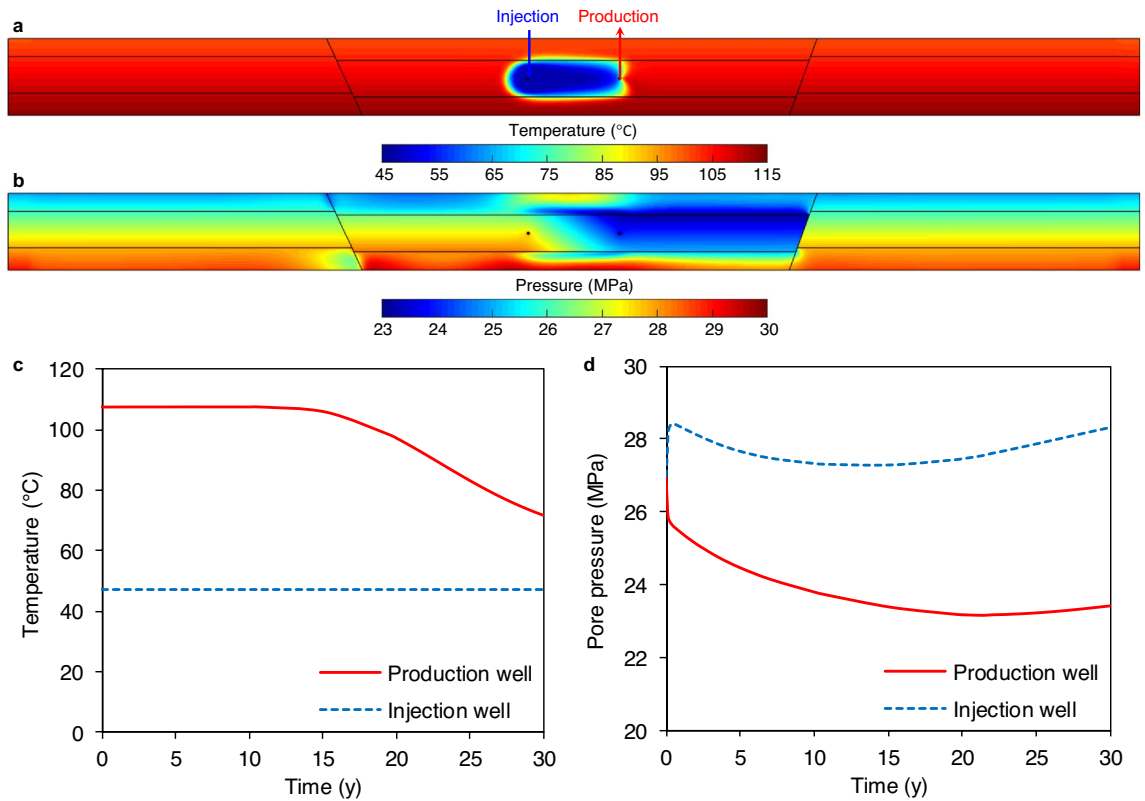 a
Injection Production
Temperature (°C)
45 55 65 75 85 95 105 115
b
Pressure (MPa)
23 24 25 26 27 28 29 30
c
120
100
80
60
40
20
0
Temperature (°C)
Production well
Injection well
0 5 10 15 20 25 30
Time (y)
d
30
28
26
24
22
20
Pore pressure (MPa)
Production well
Injection well
0 5 10 15 20 25 30
Time (y)